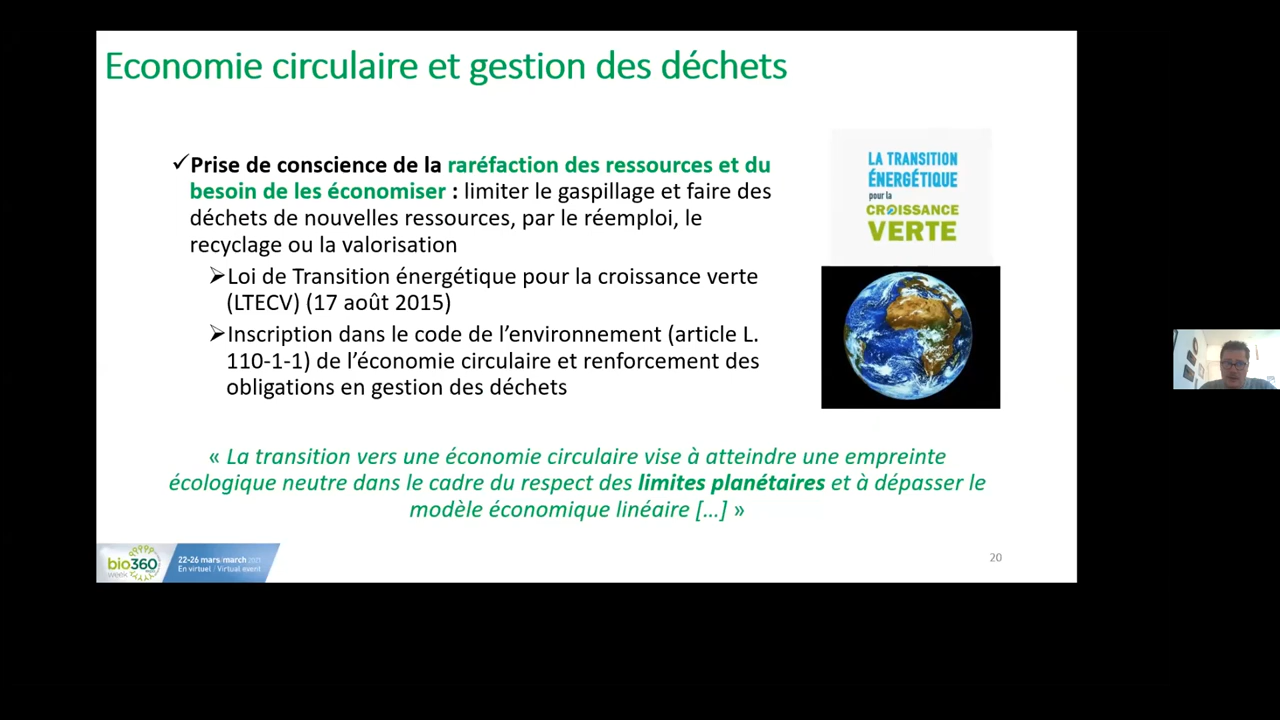 Economie circulaire et gestion des déchets
✓Prise de conscience de la raréfaction des ressources et du
besoin de les économiser : limiter le gaspillage et faire des
déchets de nouvelles ressources, par le réemploi, le
recyclage ou la valorisation
➢Loi de Transition énergétique pour la croissance verte
(LTECV) (17 août 2015)
➢Inscription dans le code de l’environnement (article L.
110-1-1) de l’économie circulaire et renforcement des
obligations en gestion des déchets
LA TRANSITION
ÉNERGÉTIQUE
pour la
CROISSANCE
VERTE
« La transition vers une économie circulaire vise à atteindre une empreinte
écologique neutre dans le cadre du respect des limites planétaires et à dépasser le
modèle économique linéaire […] »
bio360
week
22-26 mars/march
En virtuel / Virtual event
20